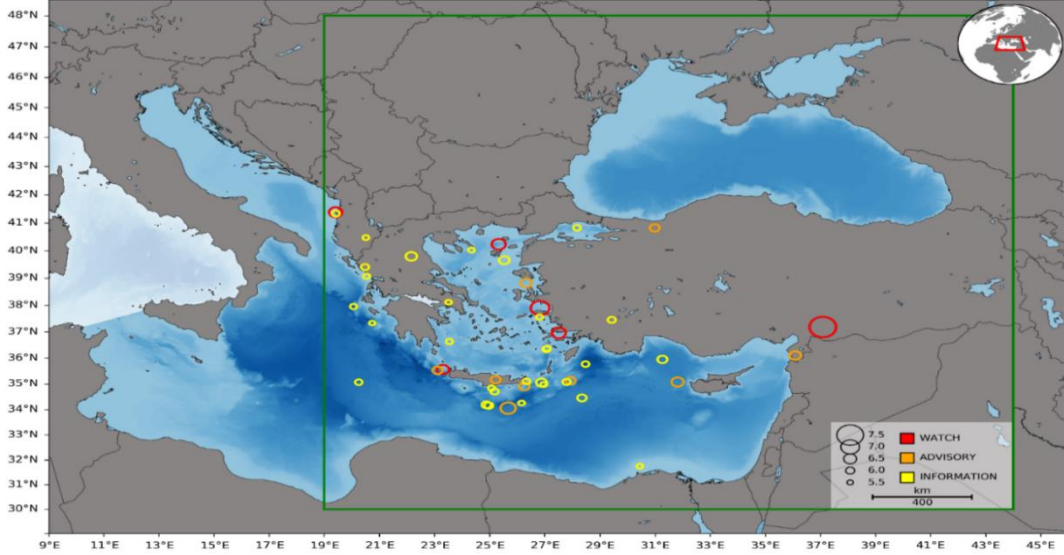 48°N
47°N
46°N
45°N
44°N
43°N
42°N
41°N
40°N
39°N
38°N
37°N
36°N
35°N
34°N
33°N
32°N
31°N
30°N
7.5
7.0
6.5
6.0
5.5
WATCH
ADVISORY
INFORMATION
km
400
9°E 11°E 13°E 15°E 17°E 19°E 21°E 23°E 25°E 27°E 29°E 31°E 33°E 35°E 37°E 39°E 41°E 43°E 45°E